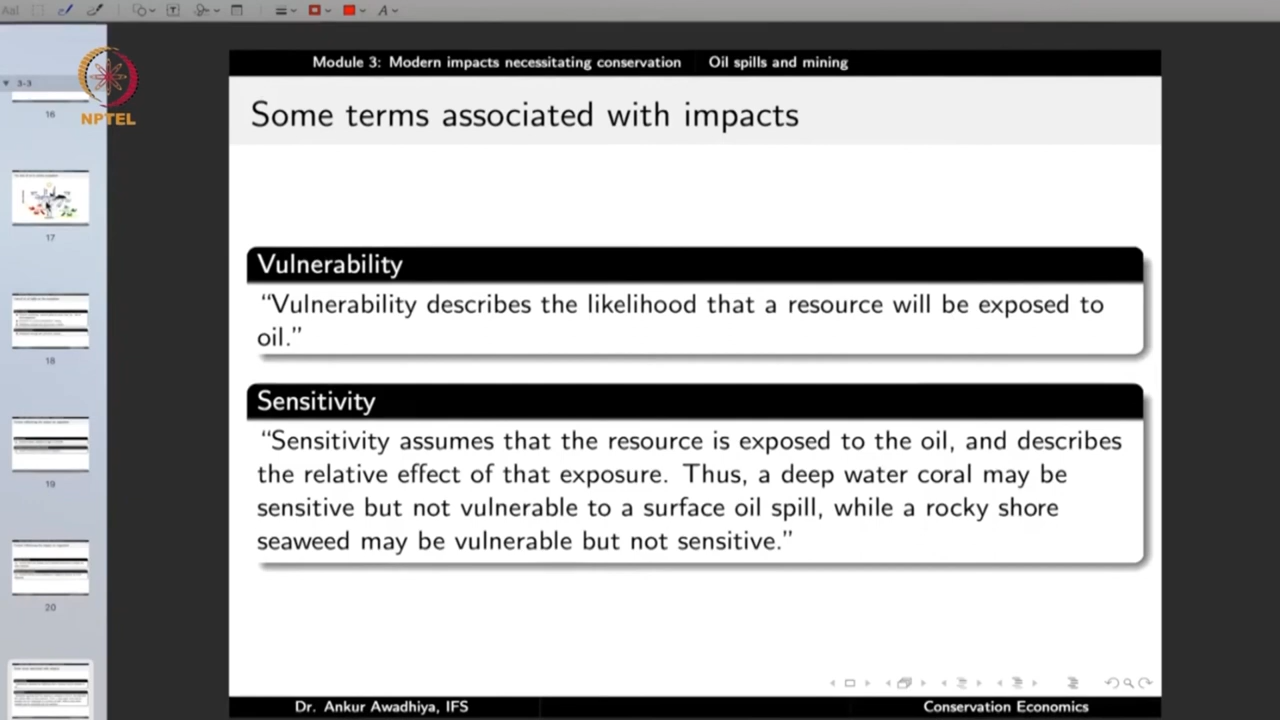 Aal
A
3-3
NPTEL
16
17
18
19
20
Module 3: Modern impacts necessitating conservation Oil spills and mining
Some terms associated with impacts
Vulnerability
“Vulnerability describes the likelihood that a resource will be exposed to
oil.”
Sensitivity
“Sensitivity assumes that the resource is exposed to the oil, and describes
the relative effect of that exposure. Thus, a deep water coral may be
sensitive but not vulnerable to a surface oil spill, while a rocky shore
seaweed may be vulnerable but not sensitive.”
Dr. Ankur Awadhiya, IFS Conservation Economics